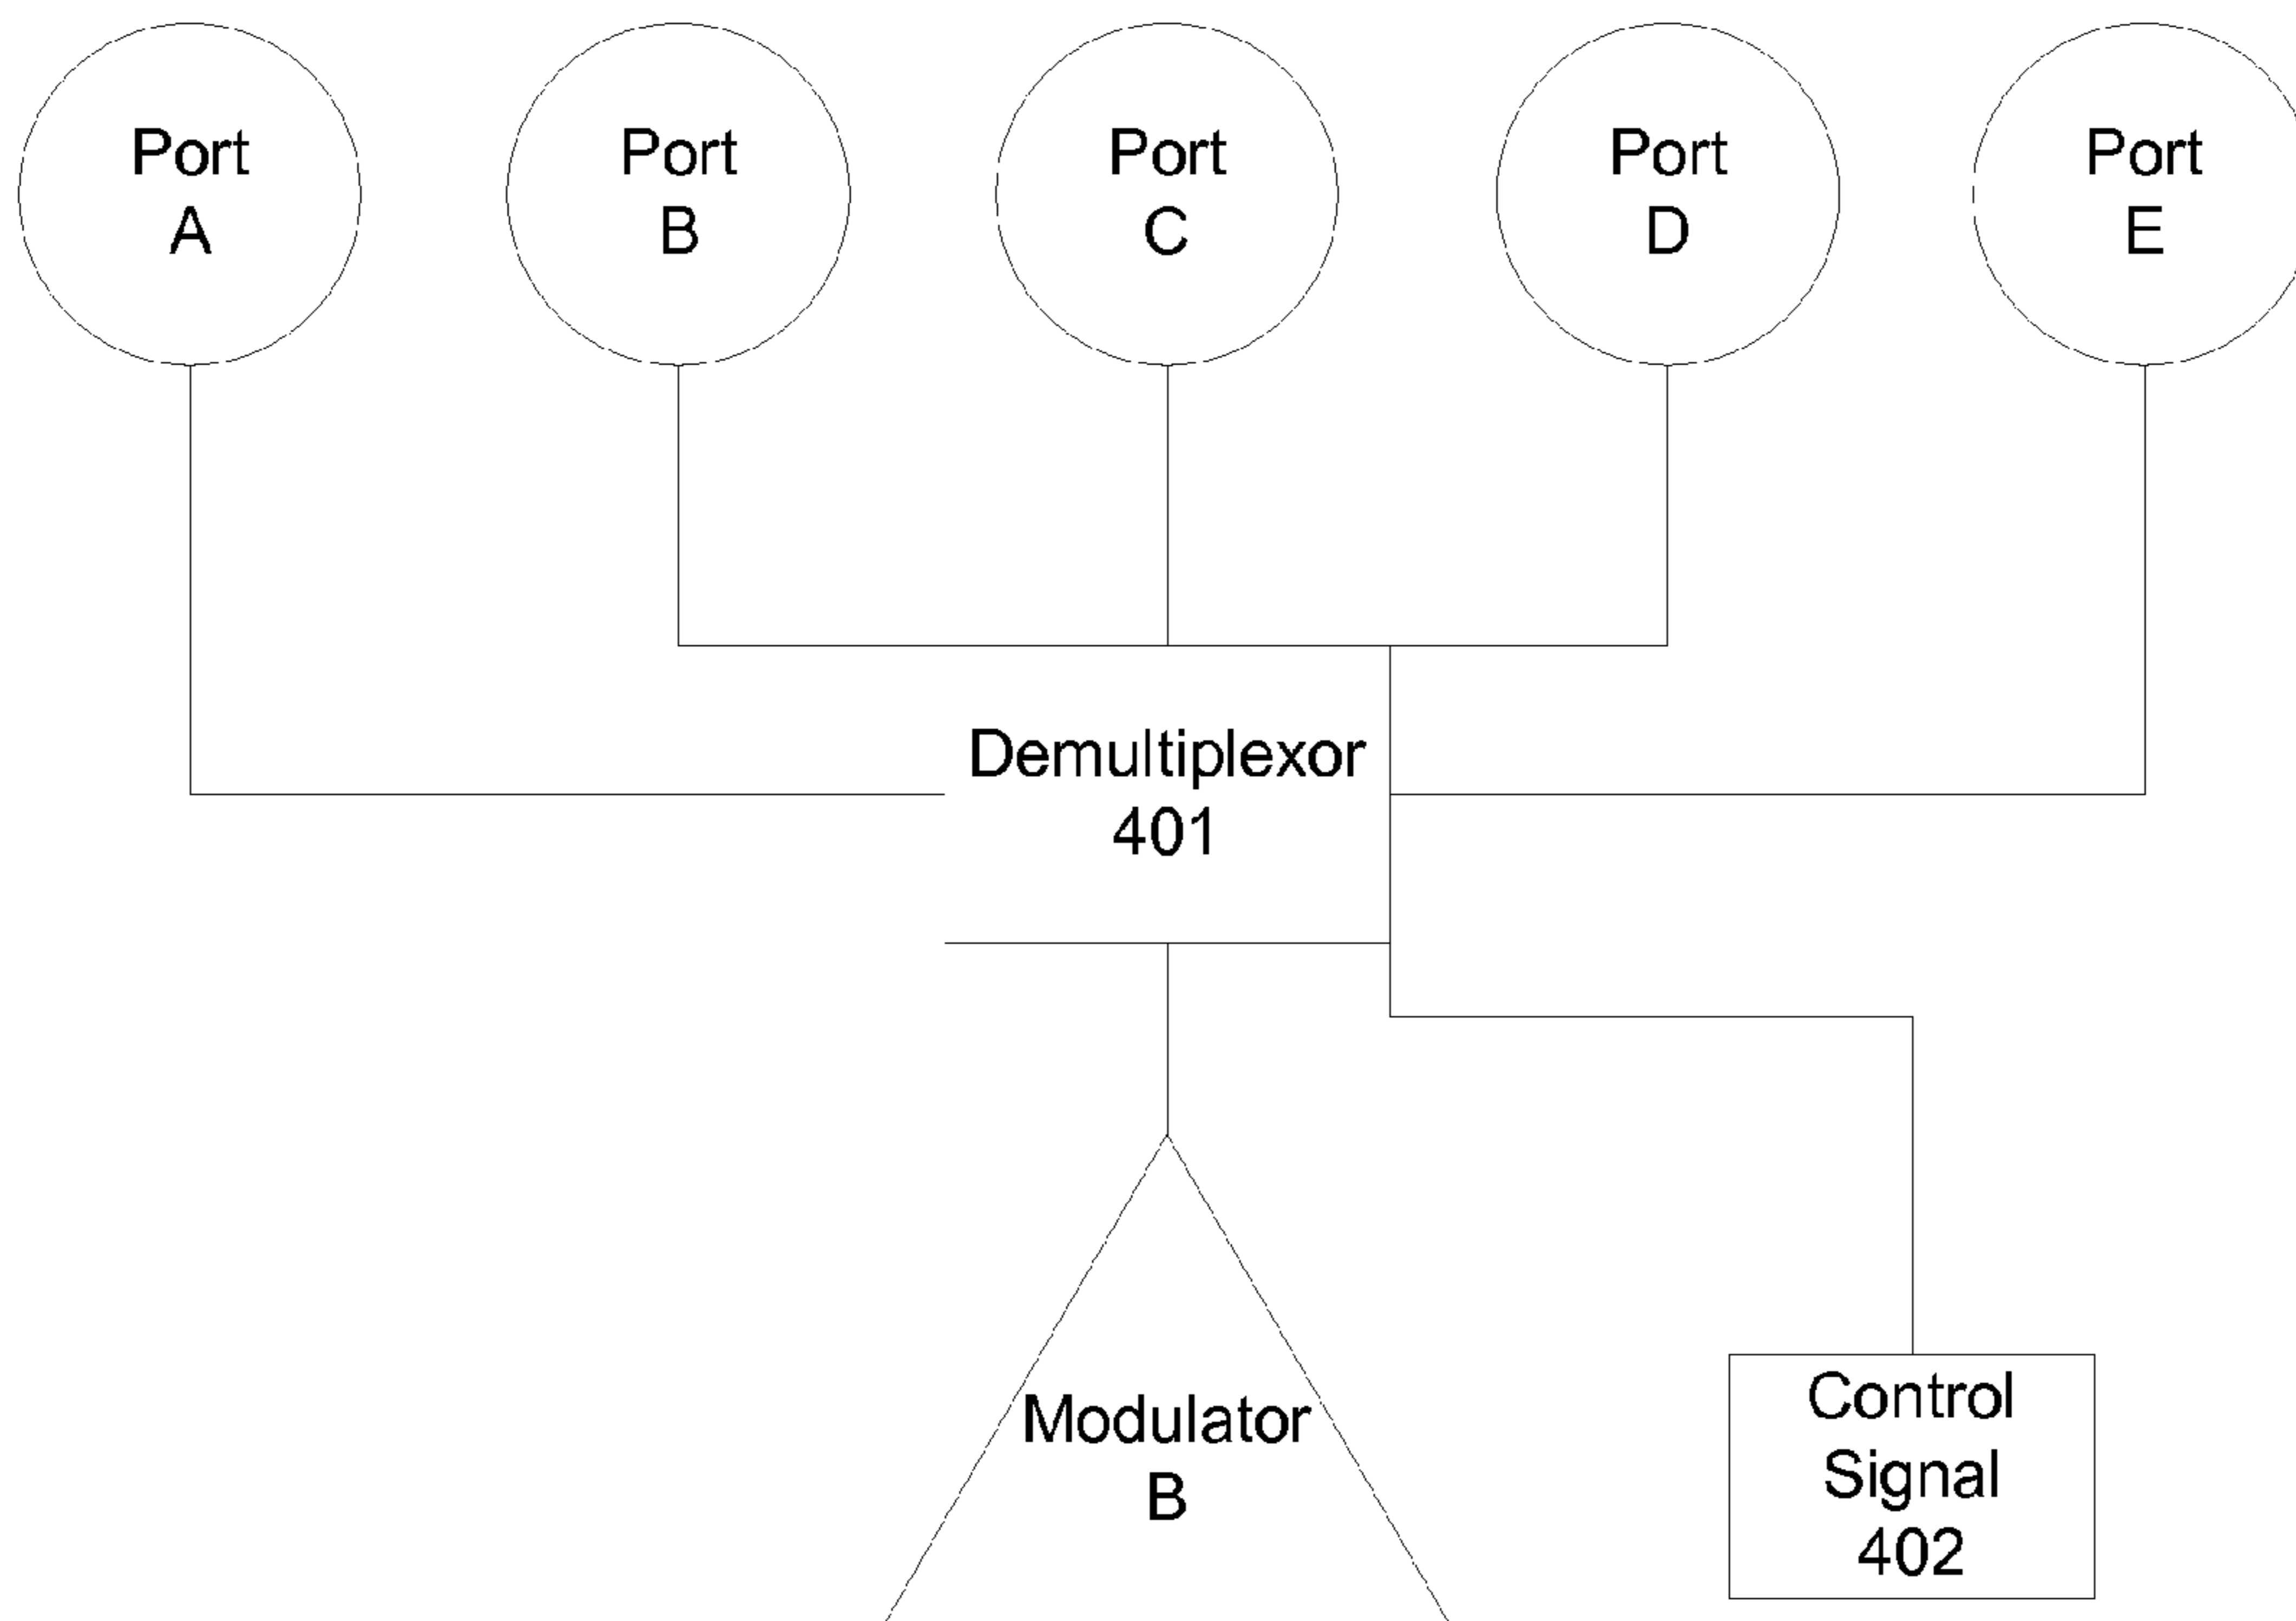 Port
A
Port
B
Port
C
Port
D
Port
E
Demultiplexor
401
Modulator
B
Control
Signal
402